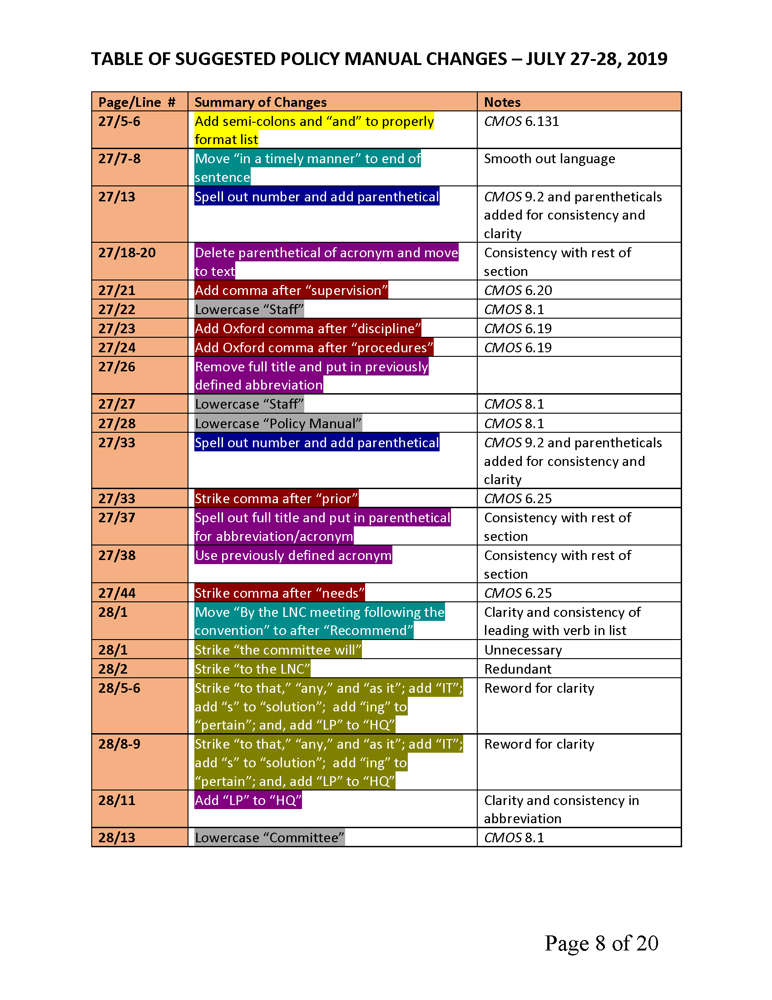 TABLE OF SUGGESTED POLICY MANUAL CHANGES – JULY 27-28, 2019
Page/Line # Summary of Changes Notes
27/5-6 Add semi-colons and “and” to properly CMOS 6.131
format list
27/7-8 Move “in a timely manner” to end of Smooth out language
sentence
27/13 Spell out number and add parenthetical CMOS 9.2 and parentheticals
added for consistency and
clarity
27/18-20 Delete parenthetical of acronym and move Consistency with rest of
to text section
27/21 Add comma after “supervision” CMOS 6.20
27/22 Lowercase “Staff” CMOS 8.1
27/23 Add Oxford comma after “discipline” CMOS 6.19
27/24 Add Oxford comma after “procedures” CMOS 6.19
27/26 Remove full title and put in previously
defined abbreviation
27/27 Lowercase “Staff” CMOS 8.1
27/28 Lowercase “Policy Manual” CMOS 8.1
27/33 Spell out number and add parenthetical CMOS 9.2 and parentheticals
added for consistency and
clarity
27/33 Strike comma after “prior” CMOS 6.25
27/37 Spell out full title and put in parenthetical Consistency with rest of
for abbreviation/acronym section
27/38 Use previously defined acronym Consistency with rest of
section
27/44 Strike comma after “needs” CMOS 6.25
28/1 Move “By the LNC meeting following the Clarity and consistency of
convention” to after “Recommend” leading with verb in list
28/1 Strike “the committee will” Unnecessary
28/2 Strike “to the LNC” Redundant
28/5-6 Strike “to that,” “any,” and “as it”; add “IT”; Reword for clarity
add “s” to “solution”; add “ing” to
“pertain”; and, add “LP” to “HQ”
28/8-9 Strike “to that,” “any,” and “as it”; add “IT”; Reword for clarity
add “s” to “solution”; add “ing” to
“pertain”; and, add “LP” to “HQ”
28/11 Add “LP” to “HQ” Clarity and consistency in
abbreviation
28/13 Lowercase “Committee” CMOS 8.1
Page 8 of 20